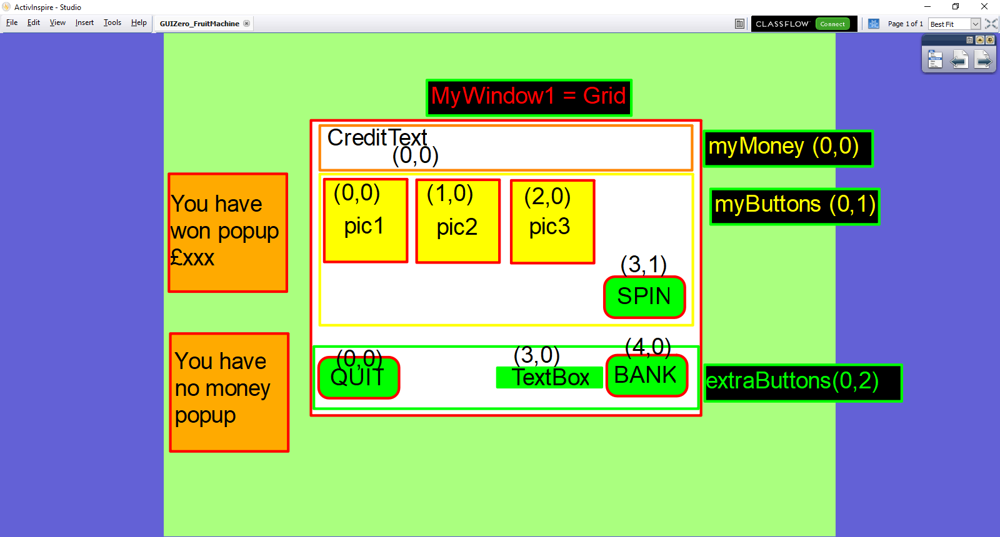 ActivInspire - Studio
File Edit View Insert Tools Help
GUIZero_FruitMachine
CLASSFLOW Connect
Page 1 of 1
Best Fit
MyWindow1 = Grid
CreditText
(0,0)
myMoney (0,0)
myButtons (0,1)
(0,0)
pic1
(1,0)
pic2
(2,0)
pic3
(3,1)
SPIN
You have
won popup
£xxx
You have
no money
popup
(0,0)
QUIT
(3,0)
TextBox
(4,0)
BANK
extraButtons(0,2)